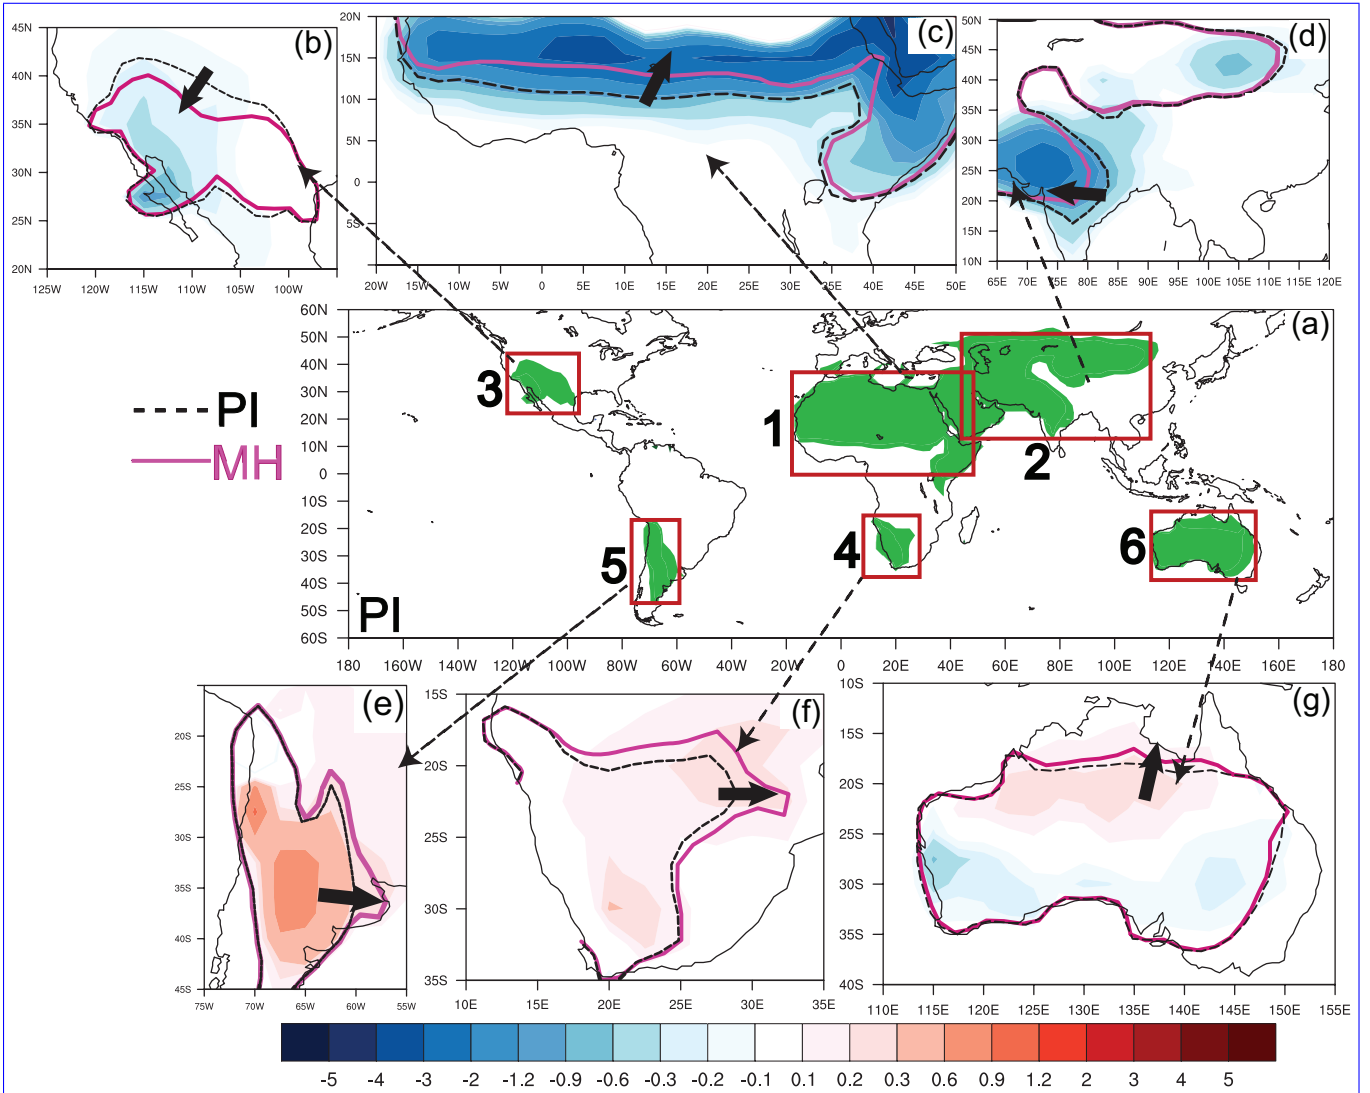 (b)
45N
40N
35N
30N
25N
20N
125W 120W 115W 110W 105W 100W
(c)
20N
15N
10N
5N
0
5S
20W 15W 10W 5W 0 5E 10E 15E 20E 25E 30E 35E 40E 45E 50E
(d)
50N
45N
40N
35N
30N
25N
20N
15N
10N
65E 70E 75E 80E 85E 90E 95E 100E 105E 110E 115E 120E
PI
MH
(a)
60N
50N
40N
30N
20N
10N
0
10S
20S
30S
40S
50S
60S
3
1
2
5
4
6
PI
180 160W 140W 120W 100W 80W 60W 40W 20W 0 20E 40E 60E 80E 100E 120E 140E 160E 180
(e)
20S
25S
30S
35S
40S
45S
75W 70W 65W 60W 55W
(f)
15S
20S
25S
30S
35S
10E 15E 20E 25E 30E 35E
(g)
10S
15S
20S
25S
30S
35S
40S
110E 115E 120E 125E 130E 135E 140E 145E 150E 155E
-5 -4 -3 -2 -1.2 -0.9 -0.6 -0.3 -0.2 -0.1 0.1 0.2 0.3 0.6 0.9 1.2 2 3 4 5